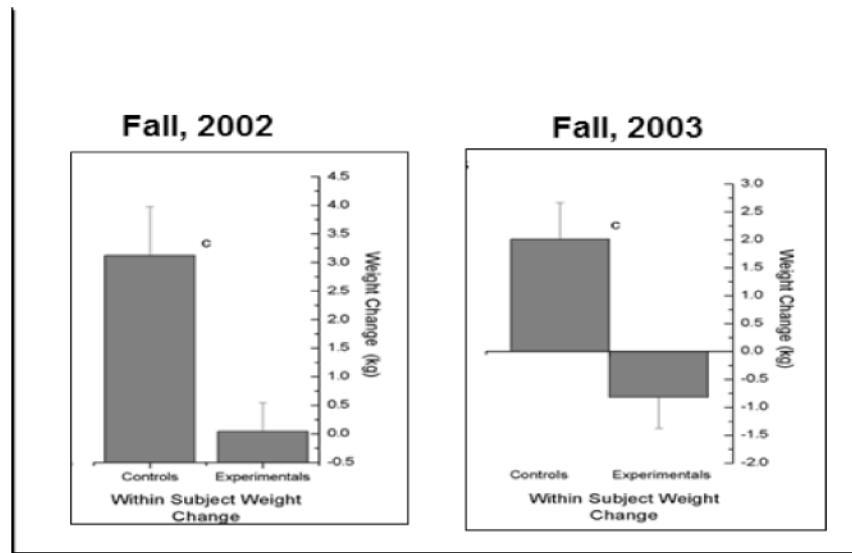 Fall, 2002
4.5
4.0
3.5
3.0
2.5
2.0
1.5
1.0
0.5
0.0
-0.5
Weight Change (kg)
c
Controls Experimentals
Within Subject Weight
Change
Fall, 2003
3.0
2.5
2.0
1.5
1.0
0.5
0.0
-0.5
-1.0
-1.5
-2.0
Weight Change (kg)
c
Controls Experimentals
Within Subject Weight
Change